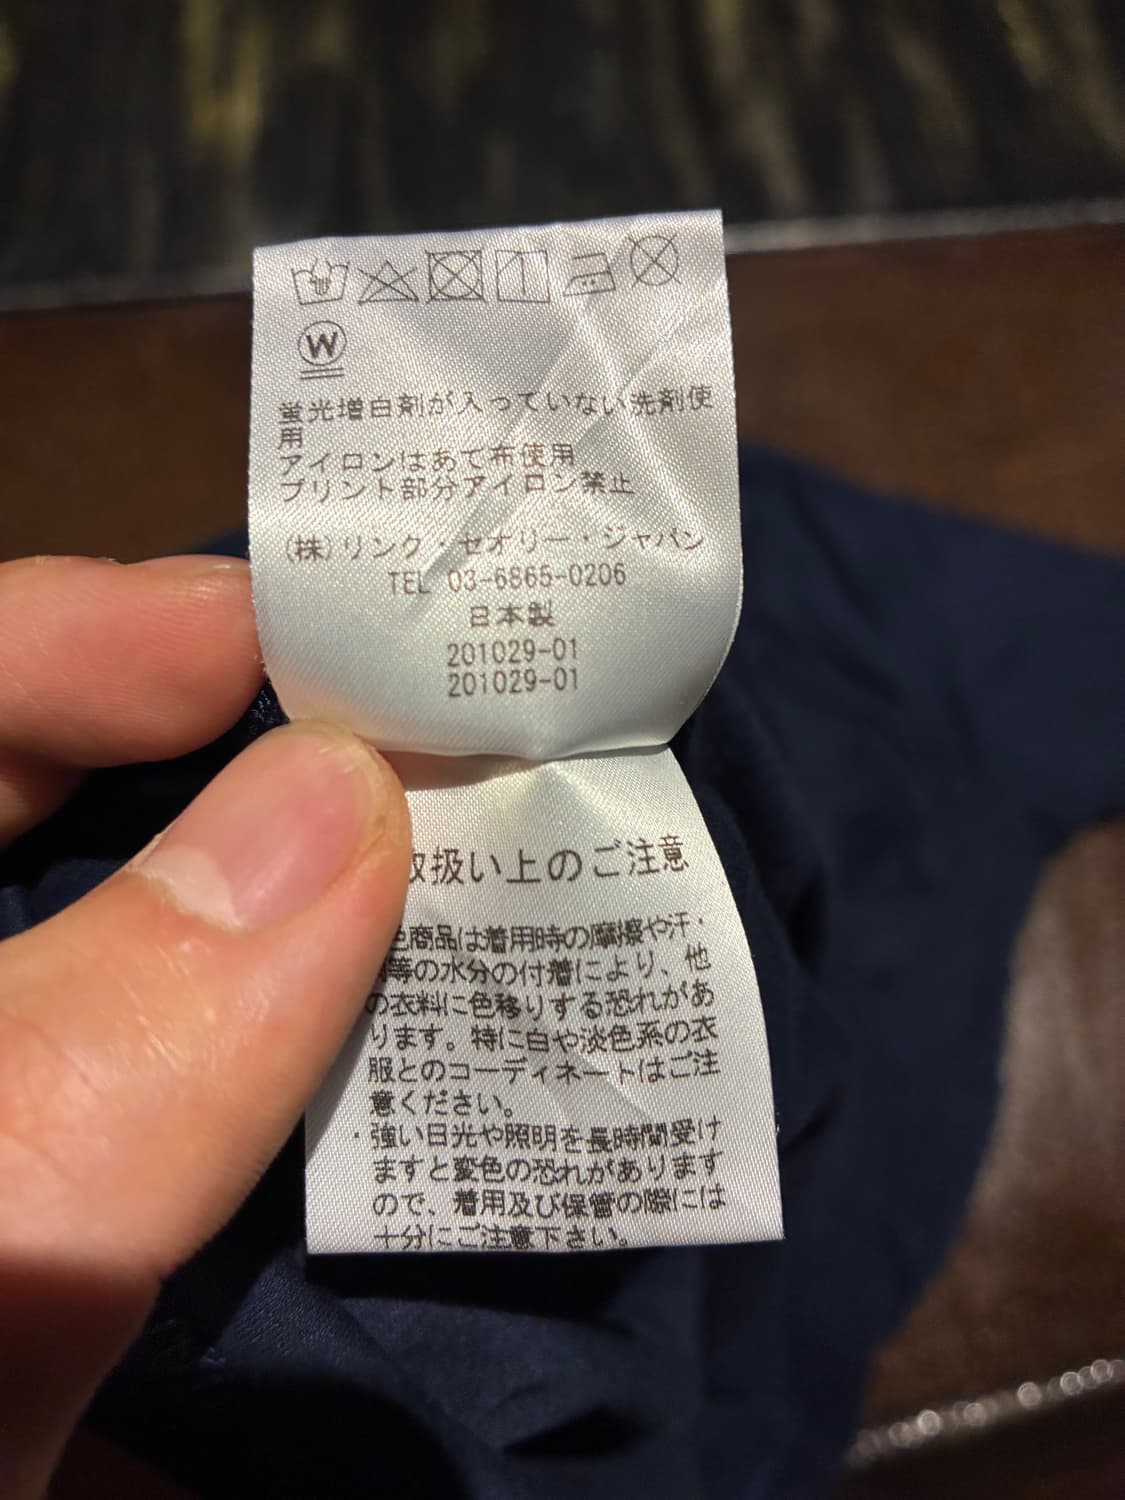 W
蛍光増白剤が入っていない洗剤使
用
アイロンはあて布使用
プリント部分アイロン禁止
(株)リンク・セオリー・ジャパン
TEL 03-6865-0206
日本製
201029-01
201029-01
取扱い上のご注意
色商品は着用時の摩擦や汗・
等の水分の付着により、他
の衣料に色移りする恐れがあ
ります。特に白や淡色系の衣
服とのコーディネートはご注
意ください。
・強い日光や照明を長時間受け
ますと変色の恐れがあります
ので、着用及び保管の際には
十分にご注意下さい。